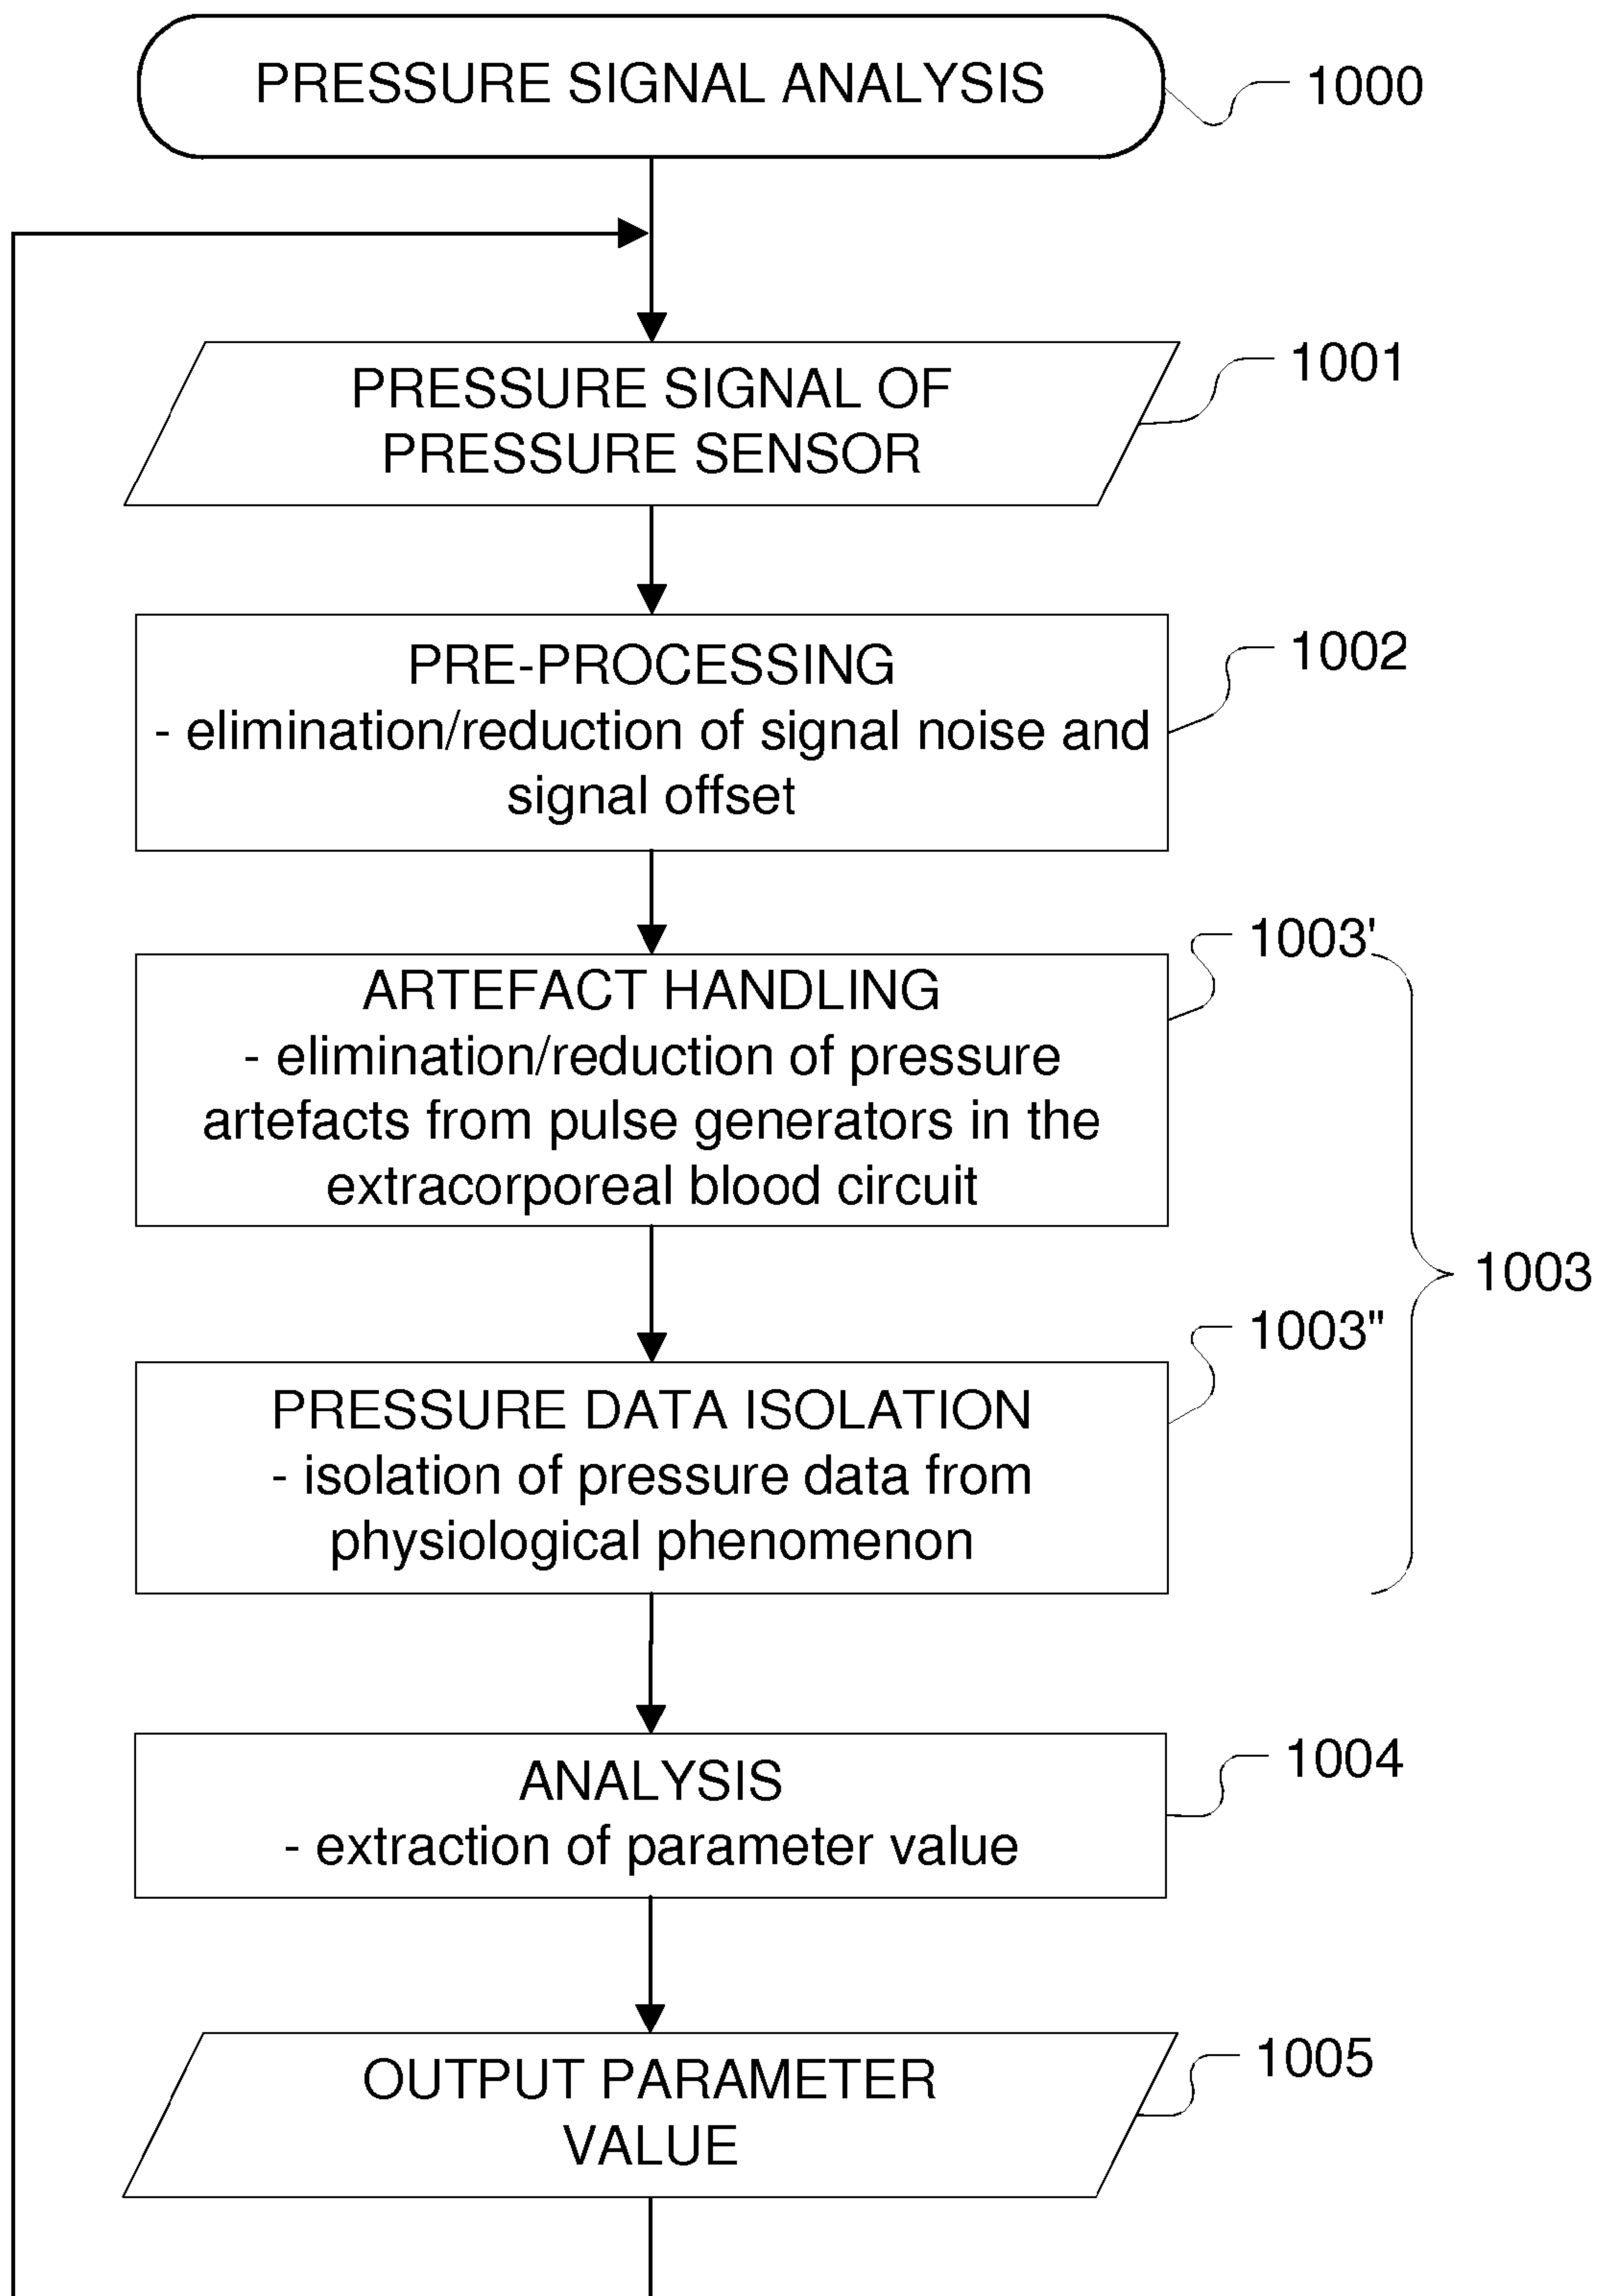 PRESSURE SIGNAL ANALYSIS
1000
PRESSURE SIGNAL OF
PRESSURE SENSOR
1001
PRE-PROCESSING
- elimination/reduction of signal noise and
signal offset
1002
ARTEFACT HANDLING
- elimination/reduction of pressure
artefacts from pulse generators in the
extracorporeal blood circuit
1003'
1003
PRESSURE DATA ISOLATION
- isolation of pressure data from
physiological phenomenon
1003"
ANALYSIS
- extraction of parameter value
1004
OUTPUT PARAMETER
VALUE
1005